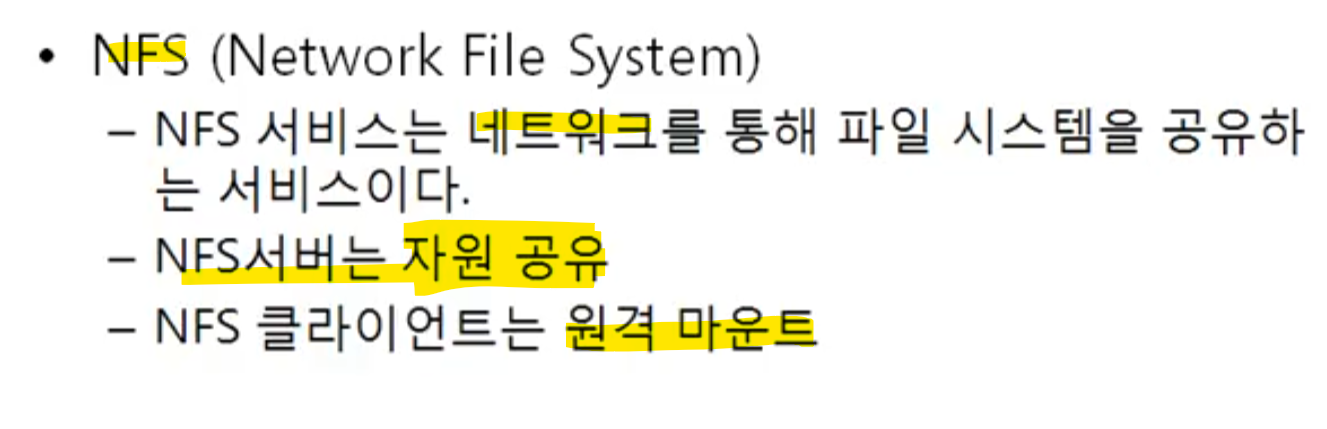 • NFS (Network File System)
– NFS 서비스는 네트워크를 통해 파일 시스템을 공유하
는 서비스이다.
– NFS서버는 자원 공유
– NFS 클라이언트는 원격 마운트